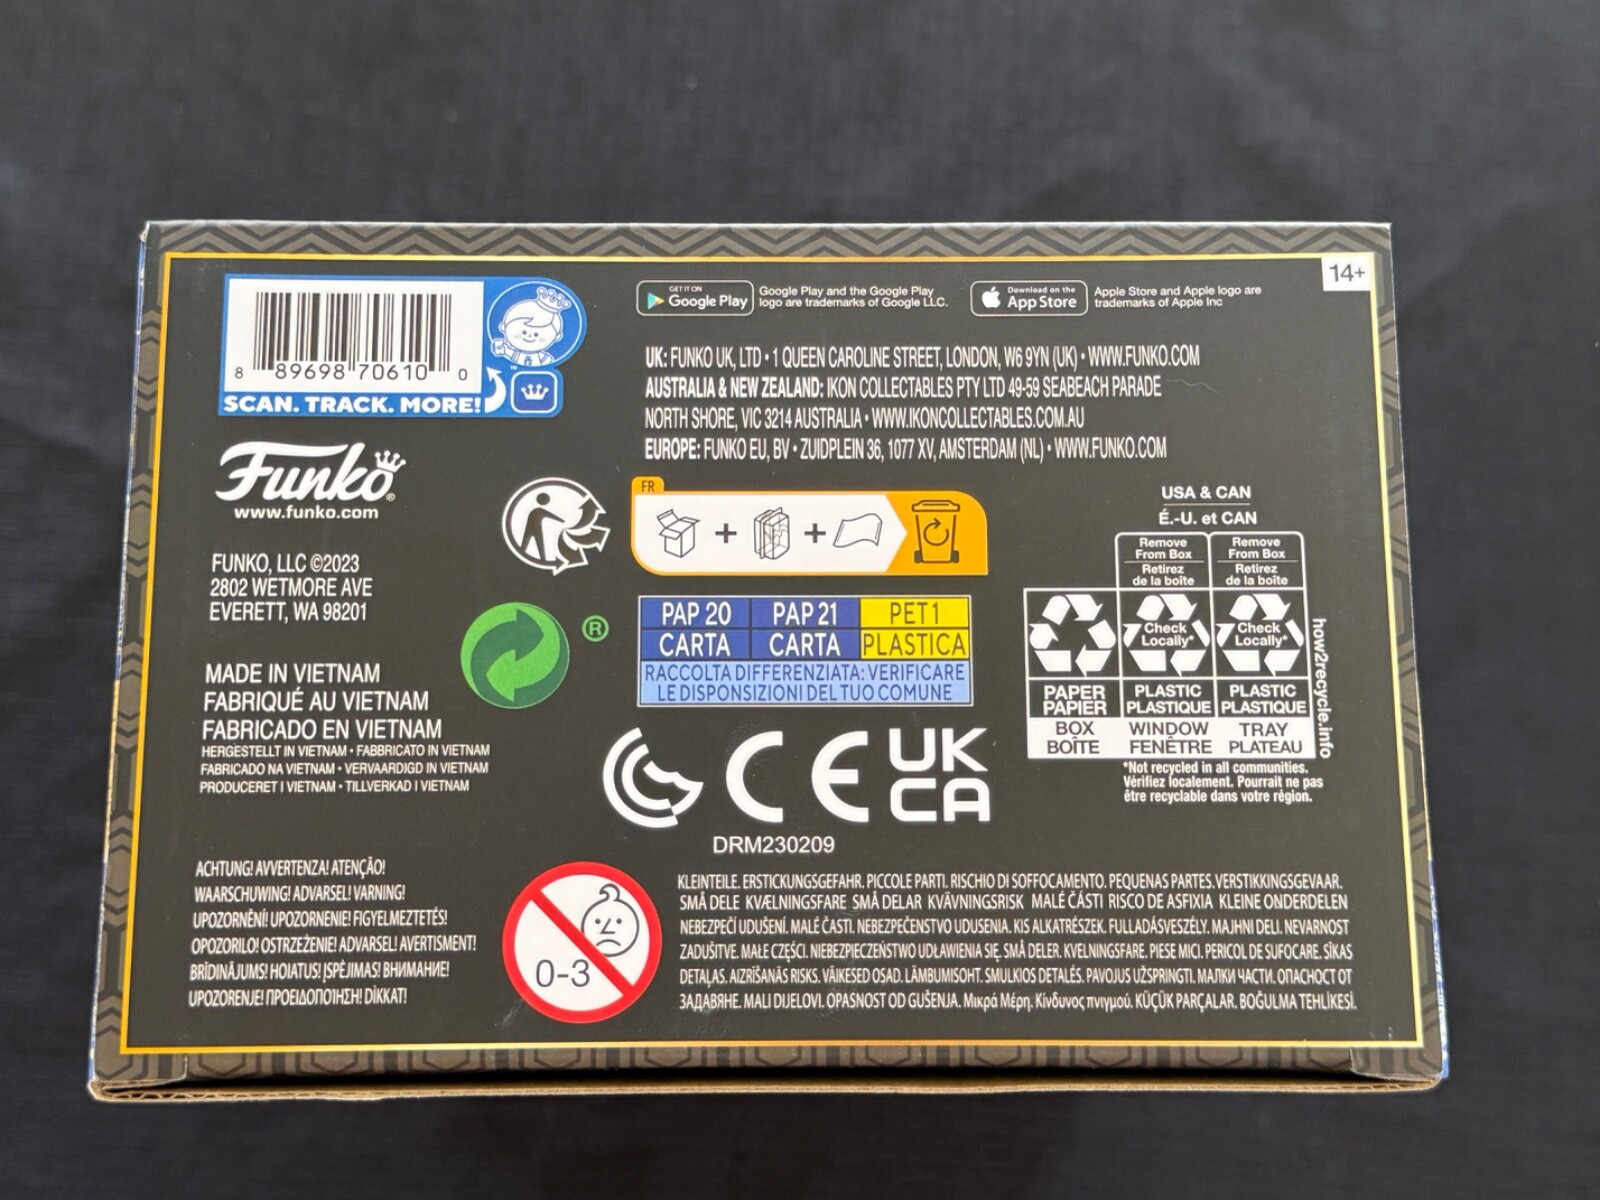 14+
8 89698 70610 0
SCAN. TRACK. MORE!
GET IT ON
Google Play
Google Play and the Google Play
logo are trademarks of Google LLC.
Download on the
App Store
App Store and Apple logo are
trademarks of Apple Inc
UK: FUNKO UK, LTD • 1 QUEEN CAROLINE STREET, LONDON, W6 9YN (UK) • WWW.FUNKO.COM
AUSTRALIA & NEW ZEALAND: IKON COLLECTABLES PTY LTD 49-59 SEABEACH PARADE
NORTH SHORE, VIC 3214 AUSTRALIA • WWW.IKONCOLLECTABLES.COM.AU
EUROPE: FUNKO EU, BV • ZUIDPLEIN 36, 1077 XV, AMSTERDAM (NL) • WWW.FUNKO.COM
Funko®
www.funko.com
FUNKO, LLC ©2023
2802 WETMORE AVE
EVERETT, WA 98201
MADE IN VIETNAM
FABRIQUÉ AU VIETNAM
FABRICADO EN VIETNAM
HERGESTELLT IN VIETNAM • FABBRICATO IN VIETNAM
FABRICADO NA VIETNAM • VERVAARDIGD IN VIETNAM
PRODUCERET I VIETNAM • TILLVERKAD I VIETNAM
FR
+ +
®
PAP 20 PAP 21 PET 1
CARTA CARTA PLASTICA
RACCOLTA DIFFERENZIATA: VERIFICARE
LE DISPONSIZIONI DEL TUO COMUNE
CE
UK
CA
DRM230209
USA & CAN
É.-U. et CAN
Remove Remove
From Box From Box
Retirez Retirez
de la boîte de la boîte
Check Check
Locally* Locally*
PAPER PLASTIC PLASTIC
PAPIER PLASTIQUE PLASTIQUE
BOX WINDOW TRAY
BOÎTE FENÊTRE PLATEAU
how2recycle.info
*Not recycled in all communities.
Vérifiez localement. Pourrait ne pas
être recyclable dans votre région.
ACHTUNG! AVVERTENZA! ATENÇÃO!
WAARSCHUWING! ADVARSEL! VARNING!
UPOZORNĚNÍ! UPOZORNENIE! FIGYELMEZTETÉS!
OPOZORILO! OSTRZEŻENIE! ADVARSEL! AVERTISMENT!
BRĪDINĀJUMS! HOIATUS! ĮSPĖJIMAS! ВНИМАНИЕ!
UPOZORENJE! ΠΡΟΕΙΔΟΠΟΙΗΣΗ! DİKKAT!
0-3
KLEINTEILE. ERSTICKUNGSGEFAHR. PICCOLE PARTI. RISCHIO DI SOFFOCAMENTO. PEQUENAS PARTES. VERSTIKKINGSGEVAAR.
SMÅ DELE KVÆLNINGSFARE SMÅ DELAR KVÄVNINGSRISK MALÉ ČÁSTI RISCO DE ASFIXIA KLEINE ONDERDELEN
NEBEZPEČÍ UDUŠENÍ. MALÉ ČASTI. NEBEZPEČENSTVO UDUSENIA. KIS ALKATRÉSZEK. FULLADÁSVESZÉLY. MAJHNI DELI. NEVARNOST
ZADUŠITVE. MAŁE CZĘŚCI. NIEBEZPIECZEŃSTWO UDŁAWIENIA SIĘ. SMÅ DELER. KVELNINGSFARE. PIESE MICI. PERICOL DE SUFOCARE. SĪKAS
DETAĻAS. AIZRĪŠANĀS RISKS. VÄIKESED OSAD. LÄMBUMISOHT. SMULKIOS DETALĖS. PAVOJUS UŽSPRINGTI. МАЛКИ ЧАСТИ. ОПАСНОСТ ОТ
ЗАДАВЯНЕ. MALI DIJELOVI. OPASNOST OD GUŠENJA. Μικρά Μέρη. Κίνδυνος πνιγμού. KÜÇÜK PARÇALAR. BOĞULMA TEHLİKESİ.